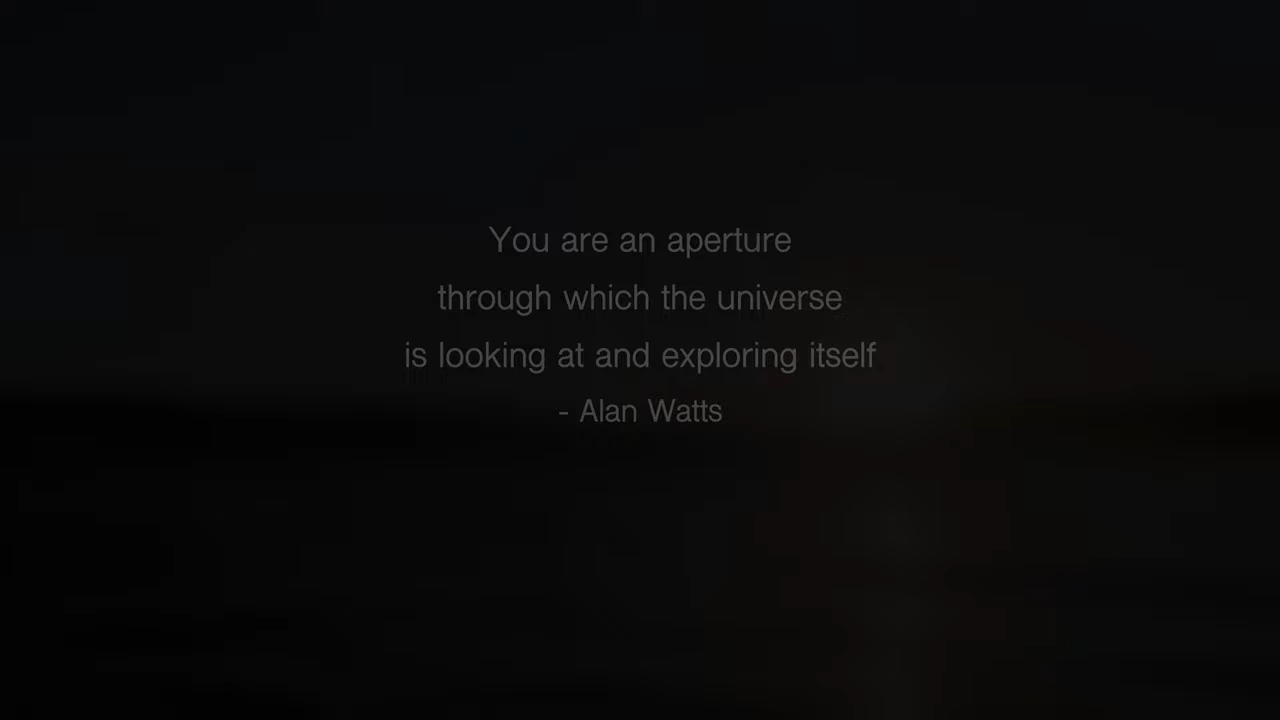 You are an aperture
through which the universe
is looking at and exploring itself
- Alan Watts